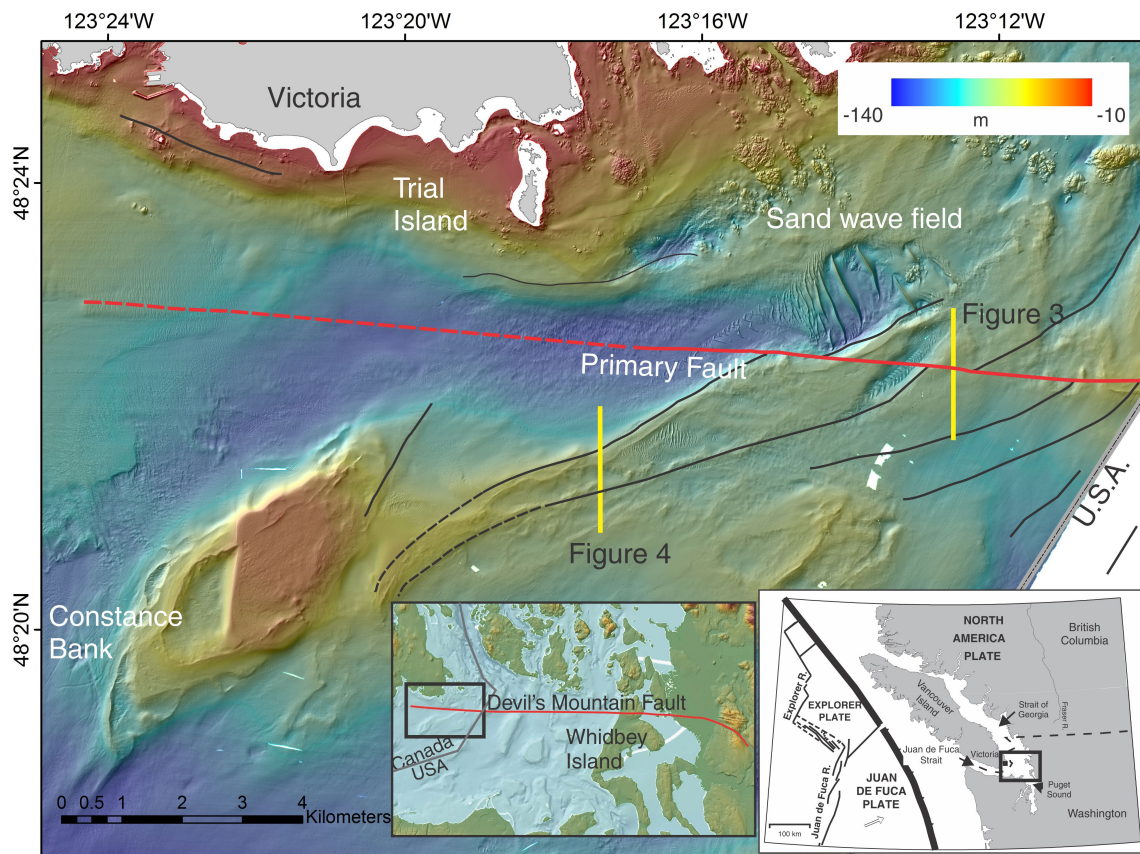 123°24'W 123°20'W 123°16'W 123°12'W
48°24'N
48°20'N
Victoria
-140 m -10
Trial
Island
Sand wave field
Figure 3
Primary Fault
Figure 4
U.S.A.
Constance
Bank
0 0.5 1 2 3 4
Kilometers
Devil's Mountain Fault
Whidbey
Island
Canada
USA
NORTH
AMERICA
PLATE
British
Columbia
Vancouver
Island
Fraser R.
Explorer R.
EXPLORER
PLATE
Strait of
Georgia
Juan de Fuca
Strait
Victoria
Juan de Fuca R.
JUAN
DE FUCA
PLATE
Puget
Sound
Washington
100 km